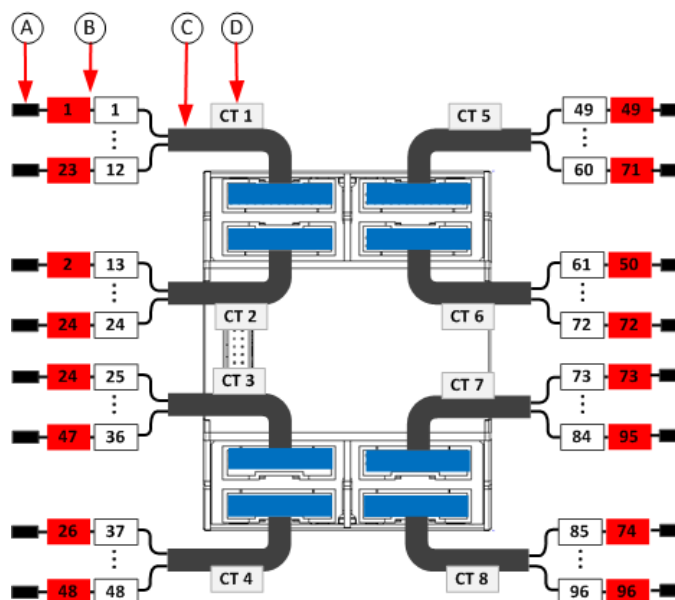 A B C D
1 1 CT 1 CT 5 49 49
23 12 60 71
2 13 61 50
24 24 CT 2 CT 6 72 72
24 25 CT 3 CT 7 73 73
47 36 84 95
26 37 85 74
48 48 CT 4 CT 8 96 96